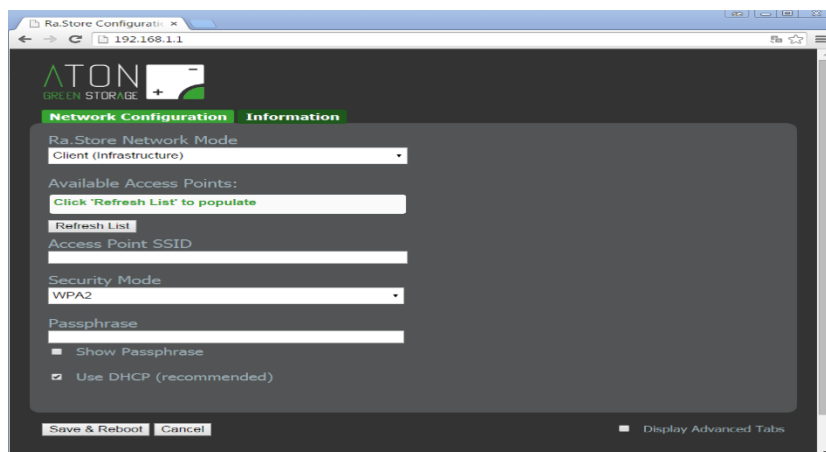 Ra.Store Configuratic
192.168.1.1
ATON
GREEN STORAGE
Network Configuration Information
Ra.Store Network Mode
Client (Infrastructure)
Available Access Points:
Click 'Refresh List' to populate
Refresh List
Access Point SSID
Security Mode
WPA2
Passphrase
Show Passphrase
Use DHCP (recommended)
Save & Reboot Cancel Display Advanced Tabs